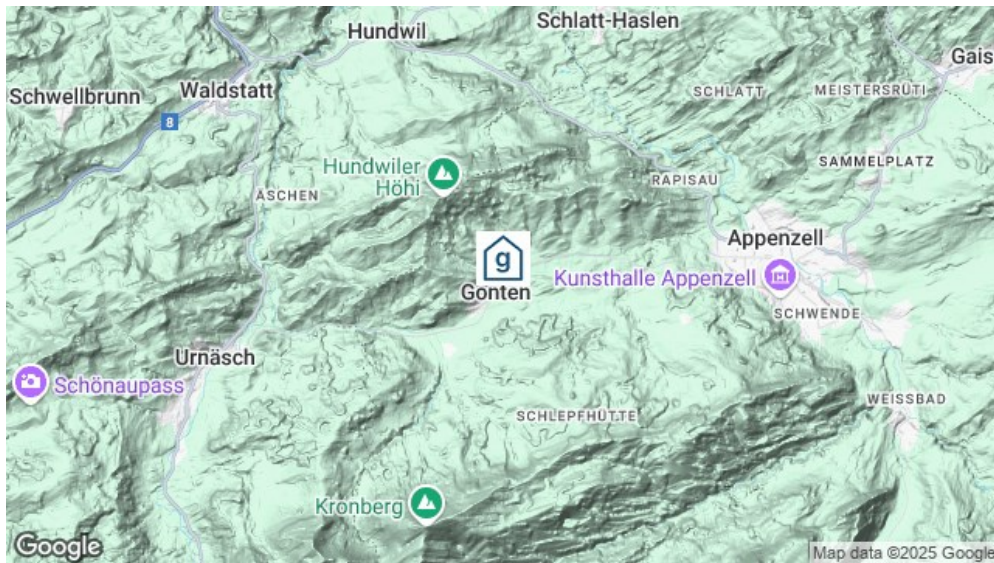 Schlatt-Haslen
Hundwil
Gais
Waldstatt
Schwellbrunn
SCHLATT
MEISTERSRÜTI
8
Hundwiler
Höhi
SAMMELPLATZ
RAPISAU
ÄSCHEN
Appenzell
g
Kunsthalle Appenzell
Gonten
SCHWENDE
Urnäsch
Schönaupass
WEISSBAD
SCHLEPFHÜTTE
Kronberg
Google
Map data ©2025 Google